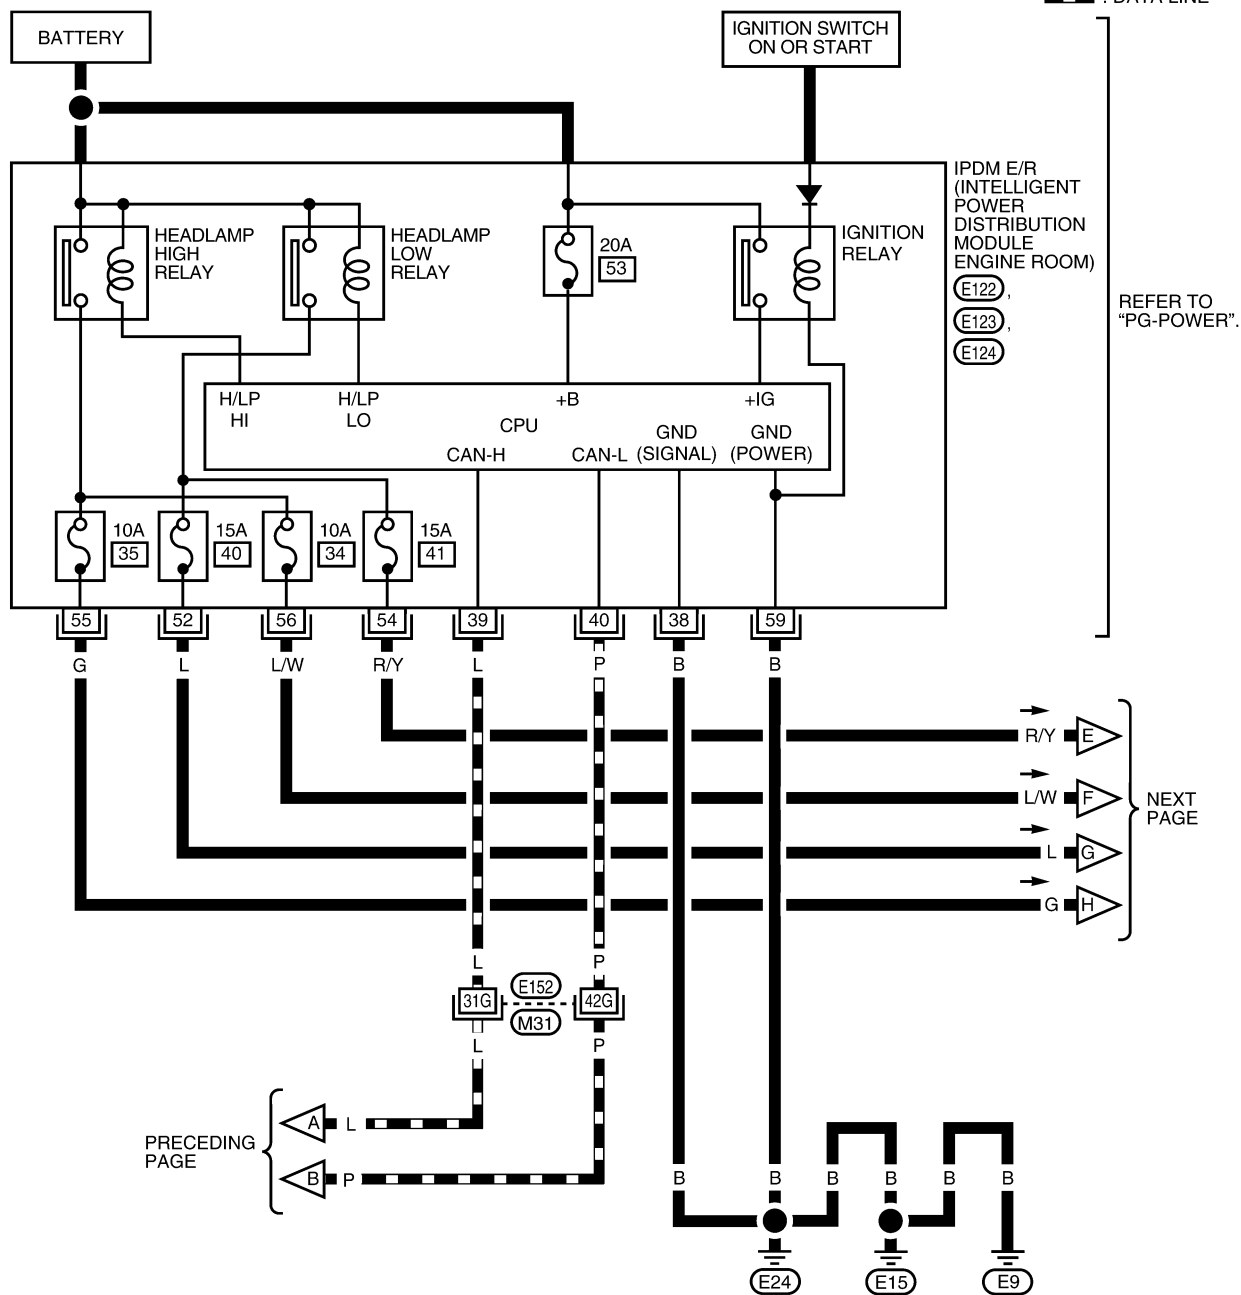 : DATA LINE
BATTERY
IGNITION SWITCH
ON OR START
IPDM E/R
(INTELLIGENT
POWER
DISTRIBUTION
MODULE
ENGINE ROOM)
E122 ,
E123 ,
E124
REFER TO
“PG-POWER”.
HEADLAMP
HIGH
RELAY
HEADLAMP
LOW
RELAY
20A
53
IGNITION
RELAY
H/LP
HI
H/LP
LO
+B
+IG
CPU
CAN-H
CAN-L
GND
(SIGNAL)
GND
(POWER)
10A
35
15A
40
10A
34
15A
41
55
52
56
54
39
40
38
59
G
L
L/W
R/Y
L
P
B
B
R/Y
E
L/W
F
L
G
G
H
NEXT
PAGE
L
P
31G
E152
M31
42G
L
P
PRECEDING
PAGE
A
L
B
P
B
B
B
B
B
B
E24
E15
E9